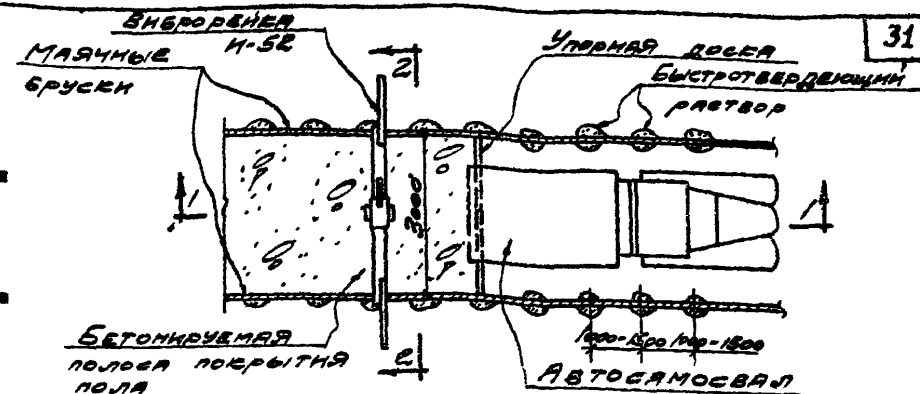 31
Виброрейка
И-52
Маячные
бруски
Упорная доска
Быстротвердеющий
раствор
2
1
3000
1
2
Бетонируемая
полоса покрытия
пола
1000-1500 1000-1500
Автосамосвал